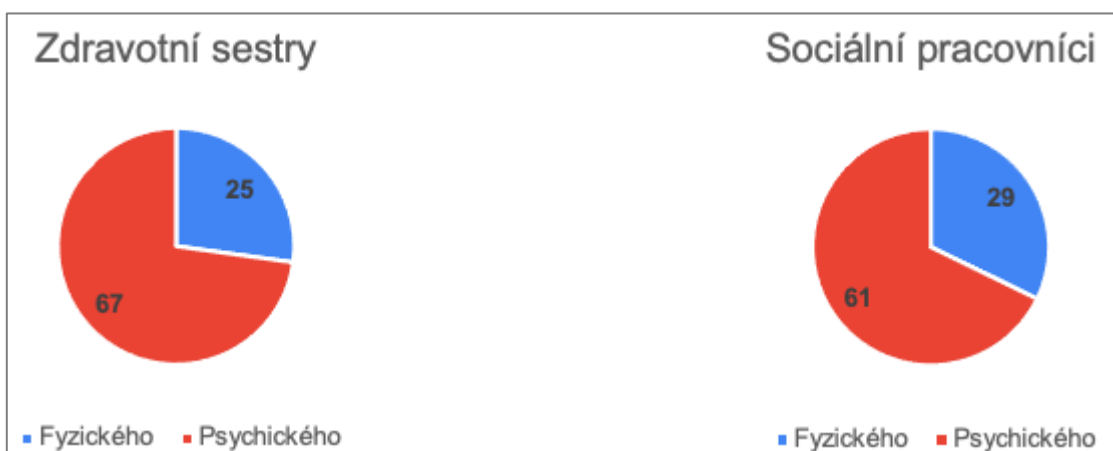 Zdravotní sestry
25
67
Fyzického Psychického
Sociální pracovníci
29
61
Fyzického Psychického